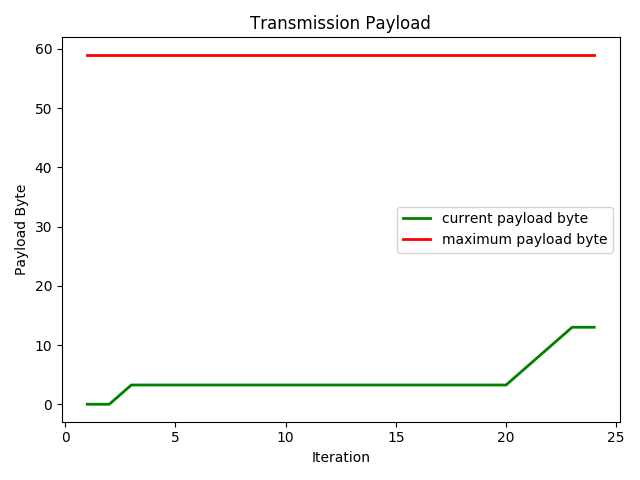 Transmission Payload
60
50
40
30
20
10
0
Payload Byte
current payload byte
maximum payload byte
0 5 10 15 20 25
Iteration